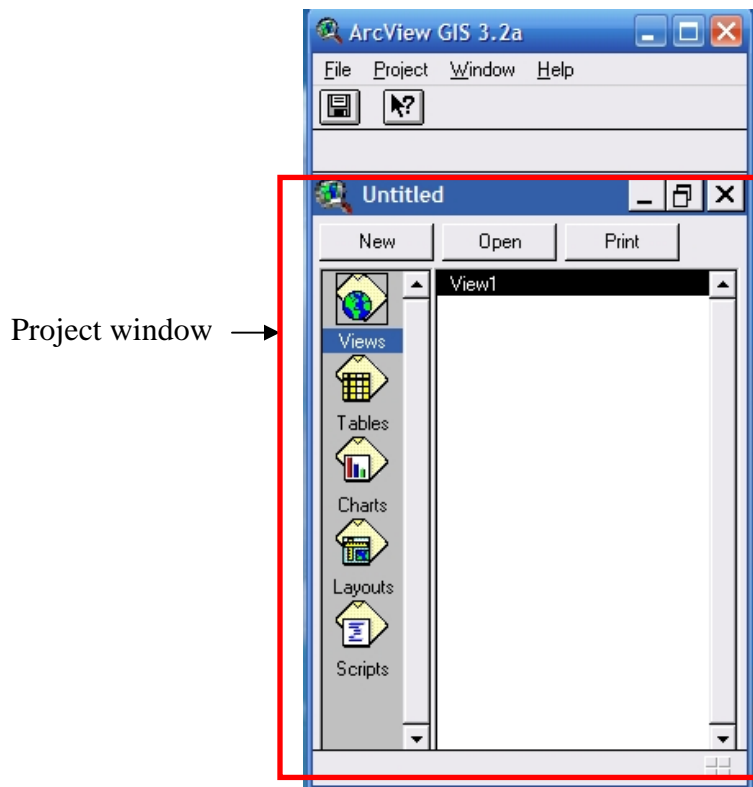 ArcView GIS 3.2a
File Project Window Help
Untitled
New Open Print
View1
Project window
Views
Tables
Charts
Layouts
Scripts